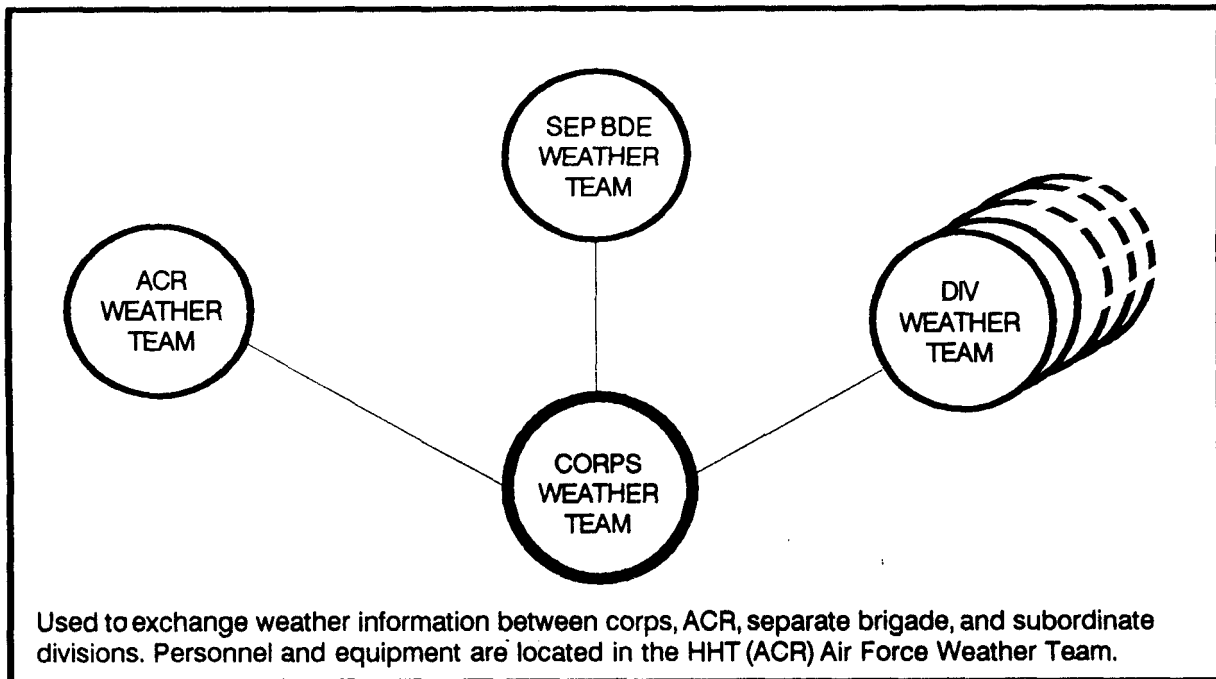 SEP BDE
WEATHER
TEAM
ACR
WEATHER
TEAM
DIV
WEATHER
TEAM
CORPS
WEATHER
TEAM
Used to exchange weather information between corps, ACR, separate brigade, and subordinate
divisions. Personnel and equipment are located in the HHT (ACR) Air Force Weather Team.